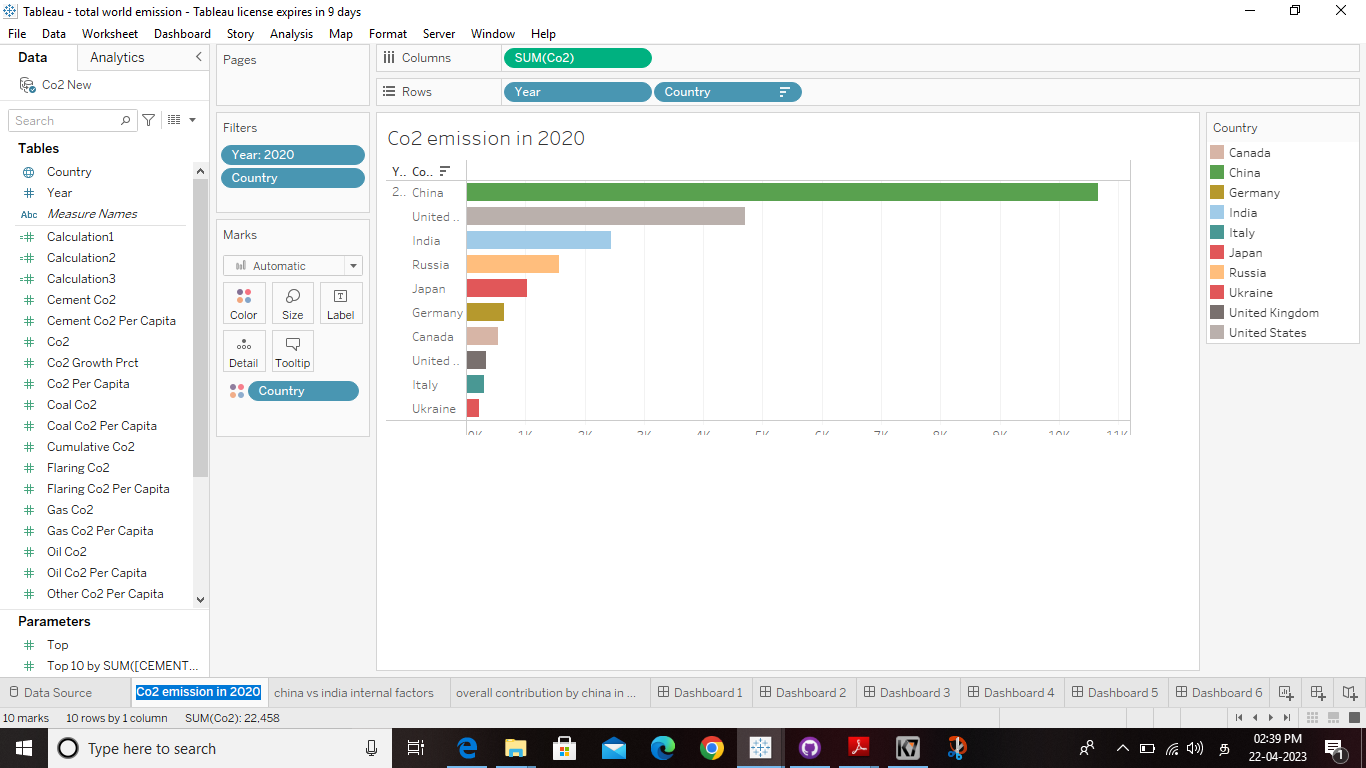 Tableau - total world emission - Tableau license expires in 9 days
File Data Worksheet Dashboard Story Analysis Map Format Server Window Help
Data Analytics
Co2 New
Search
Tables
Country
Year
Abc Measure Names
Calculation1
Calculation2
Calculation3
Cement Co2
Cement Co2 Per Capita
Co2
Co2 Growth Prct
Co2 Per Capita
Coal Co2
Coal Co2 Per Capita
Cumulative Co2
Flaring Co2
Flaring Co2 Per Capita
Gas Co2
Gas Co2 Per Capita
Oil Co2
Oil Co2 Per Capita
Other Co2 Per Capita
Parameters
Top
Top 10 by SUM([CEMENT...
Pages
Filters
Year: 2020
Country
Marks
Automatic
Color Size Label
Detail Tooltip
Country
Columns SUM(Co2)
Rows Year Country
Co2 emission in 2020
Y.. Co..
2.. China
United ..
India
Russia
Japan
Germany
Canada
United ..
Italy
Ukraine
0K 1K 2K 3K 4K 5K 6K 7K 8K 9K 10K 11K
Country
Canada
China
Germany
India
Italy
Japan
Russia
Ukraine
United Kingdom
United States
Data Source Co2 emission in 2020 china vs india internal factors overall contribution by china in ... Dashboard 1 Dashboard 2 Dashboard 3 Dashboard 4 Dashboard 5 Dashboard 6
10 marks 10 rows by 1 column SUM(Co2): 22,458
Type here to search
02:39 PM
22-04-2023
1